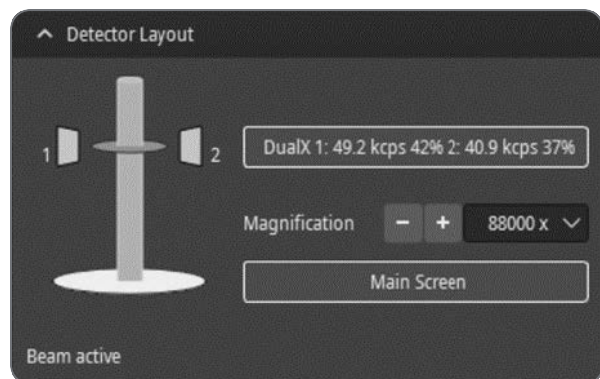 Detector Layout
1
2
DualX 1: 49.2 kcps 42% 2: 40.9 kcps 37%
Magnification − + 88000 x
Main Screen
Beam active